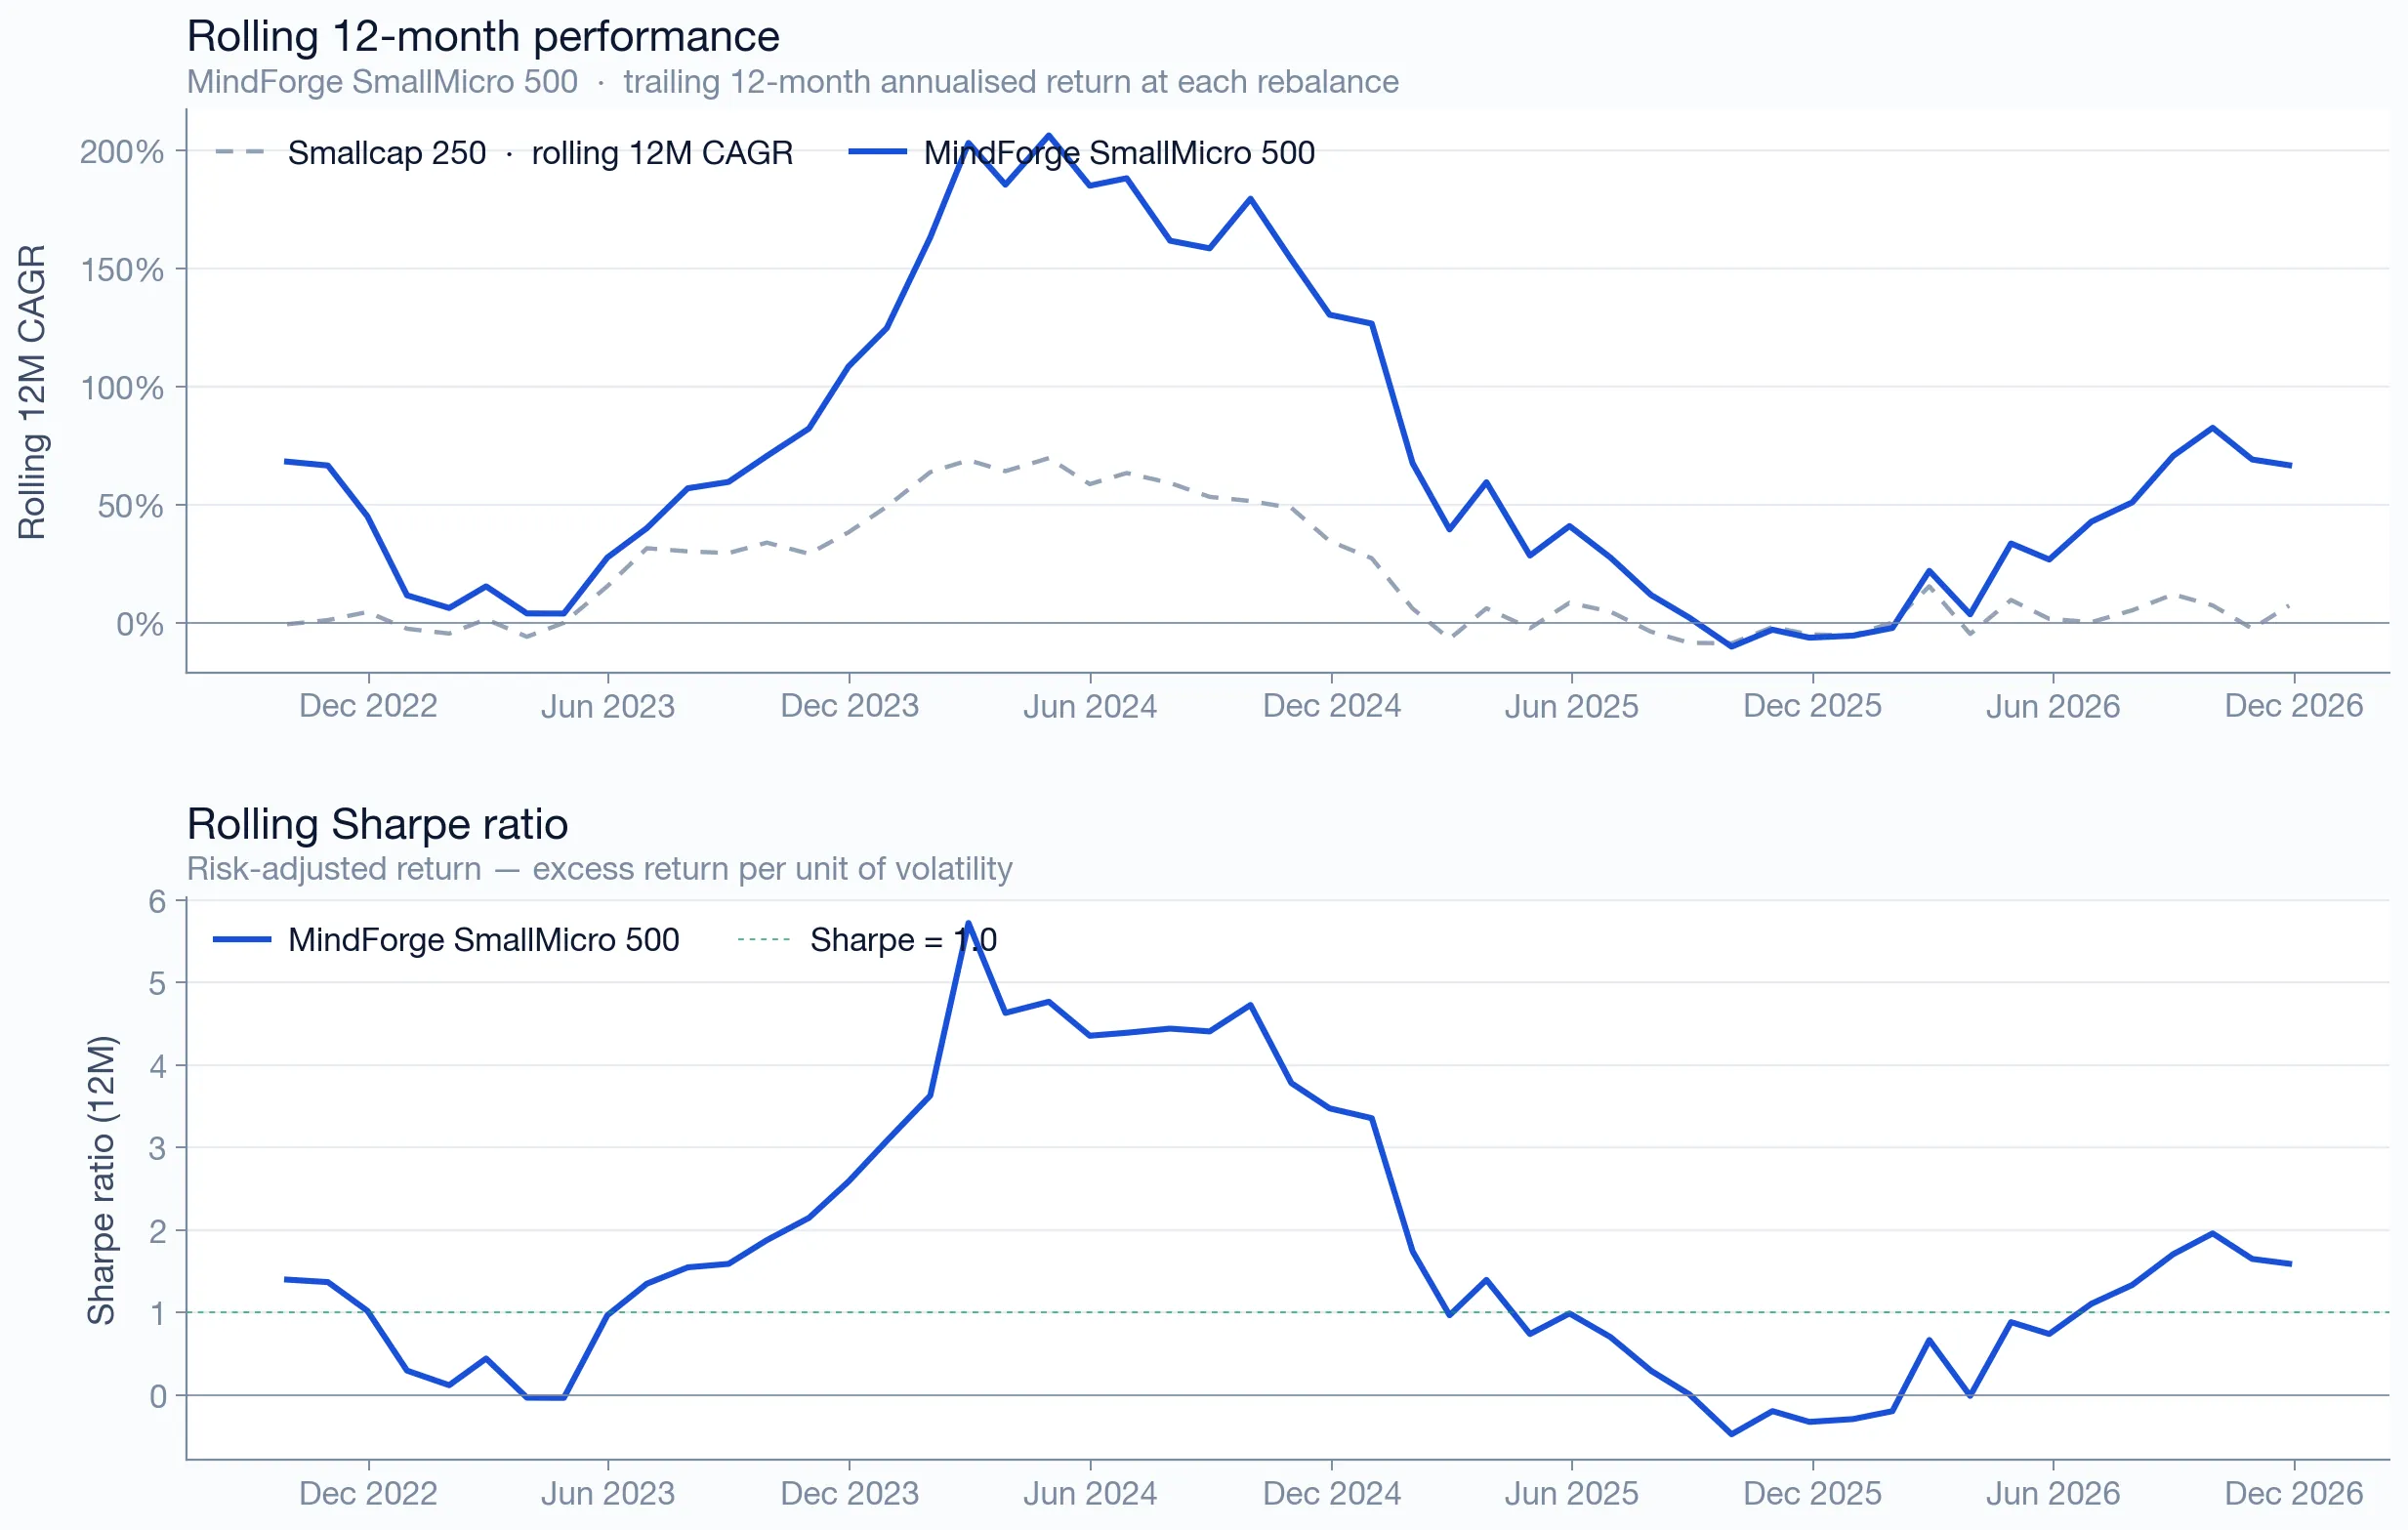 Rolling 12-month performance
MindForge SmallMicro 500 · trailing 12-month annualised return at each rebalance
Smallcap 250 · rolling 12M CAGR MindForge SmallMicro 500
Rolling 12M CAGR
200%
150%
100%
50%
0%
Dec 2022 Jun 2023 Dec 2023 Jun 2024 Dec 2024 Jun 2025 Dec 2025 Jun 2026 Dec 2026
Rolling Sharpe ratio
Risk-adjusted return — excess return per unit of volatility
MindForge SmallMicro 500 Sharpe = 1.0
Sharpe ratio (12M)
6
5
4
3
2
1
0
Dec 2022 Jun 2023 Dec 2023 Jun 2024 Dec 2024 Jun 2025 Dec 2025 Jun 2026 Dec 2026